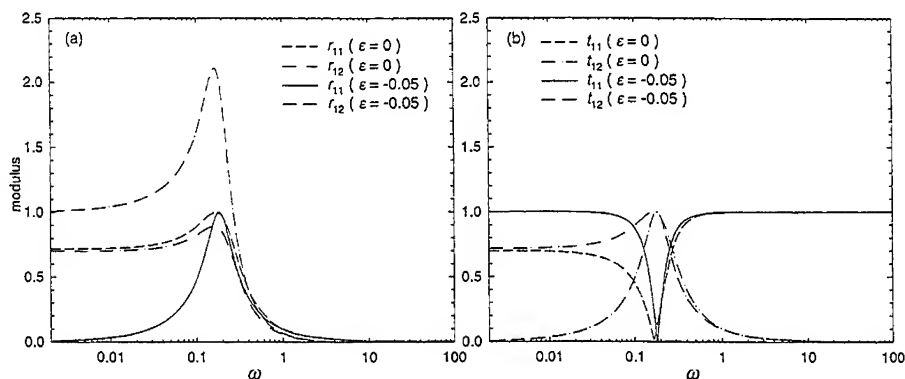 (a)
r11 ( ε=0)
r12 ( ε=0)
r11 ( ε=-0.05)
r12 ( ε=-0.05)
modulus
2.5
2.0
1.5
1.0
0.5
0.0
0.01 0.1 1 10 100
ω
(b)
t11 ( ε=0)
t12 ( ε=0)
t11 ( ε=-0.05)
t12 ( ε=-0.05)
2.5
2.0
1.5
1.0
0.5
0.0
0.01 0.1 1 10 100
ω